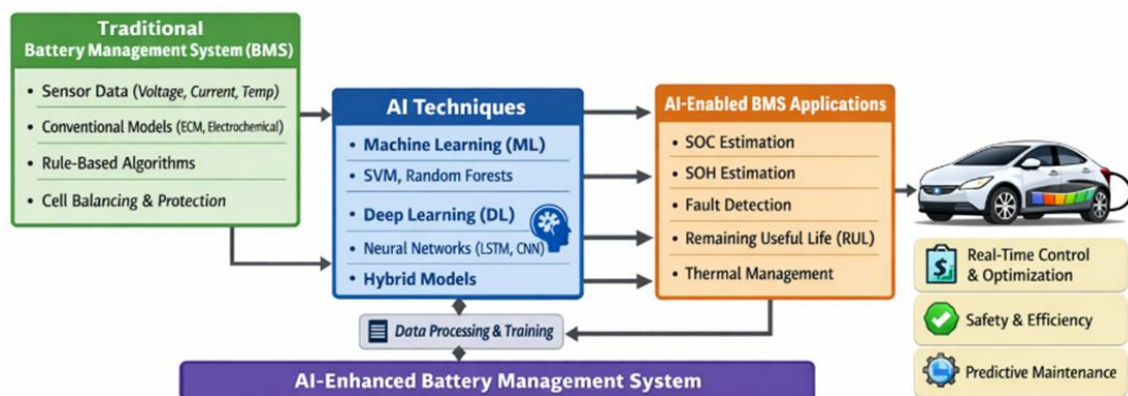 Traditional
Battery Management System (BMS)
• Sensor Data (Voltage, Current, Temp)
• Conventional Models (ECM, Electrochemical)
• Rule-Based Algorithms
• Cell Balancing & Protection
AI Techniques
• Machine Learning (ML)
• SVM, Random Forests
• Deep Learning (DL)
• Neural Networks (LSTM, CNN)
• Hybrid Models
Data Processing & Training
AI-Enabled BMS Applications
• SOC Estimation
• SOH Estimation
• Fault Detection
• Remaining Useful Life (RUL)
• Thermal Management
$ Real-Time Control
& Optimization
Safety & Efficiency
Predictive Maintenance
AI-Enhanced Battery Management System